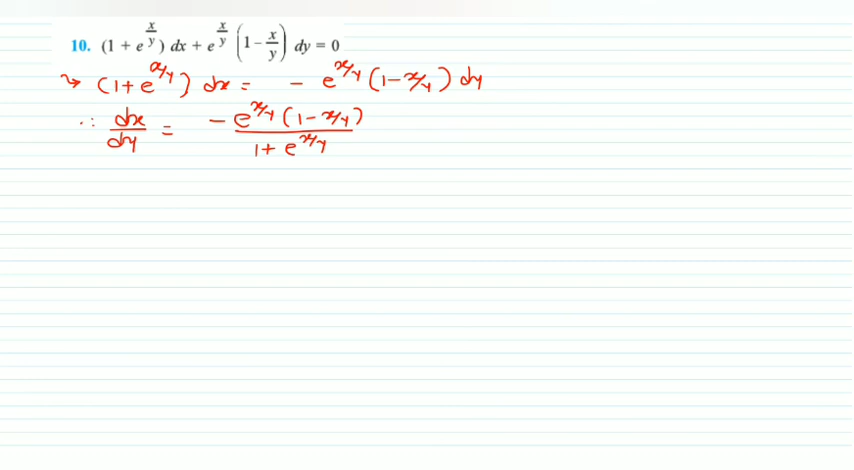 10. (1 + e^{x/y}) dx + e^{x/y} (1 − x/y) dy = 0
↝ (1 + e^{x/y}) dx = − e^{x/y} (1 − x/y) dy
∴ dx/dy = −e^{x/y} (1 − x/y) / 1 + e^{x/y}